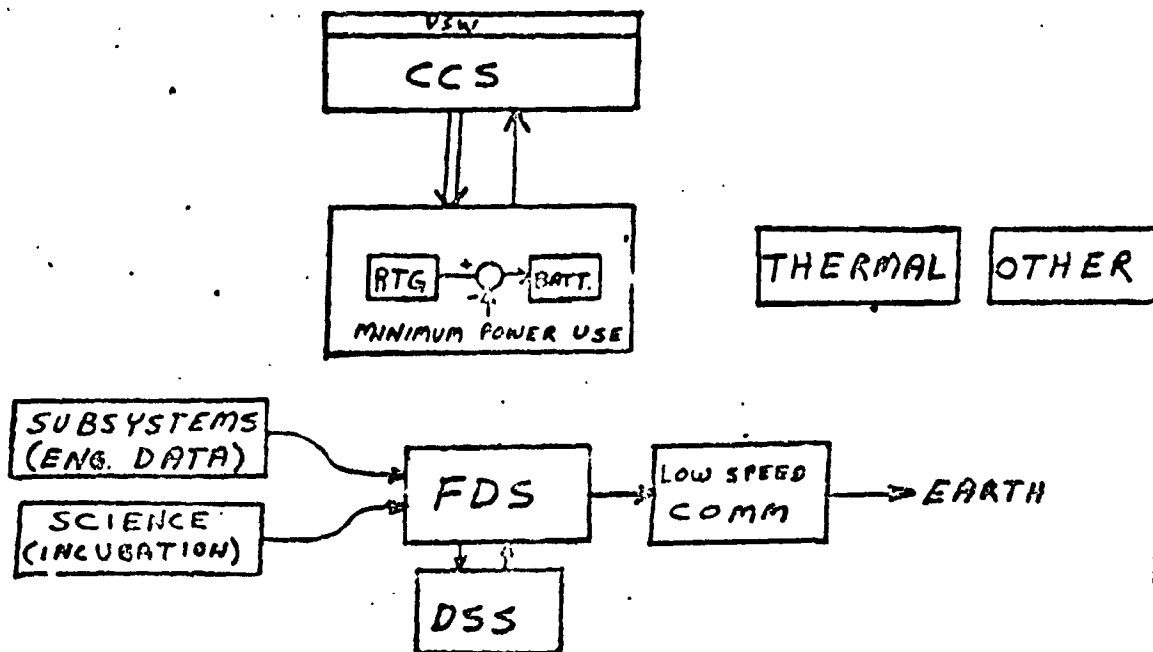 CCS
RTG
+
-
BATT.
MINIMUM POWER USE
THERMAL
OTHER
SUBSYSTEMS
(ENG. DATA)
SCIENCE
(INCUBATION)
FDS
LOW SPEED
COMM
EARTH
DSS